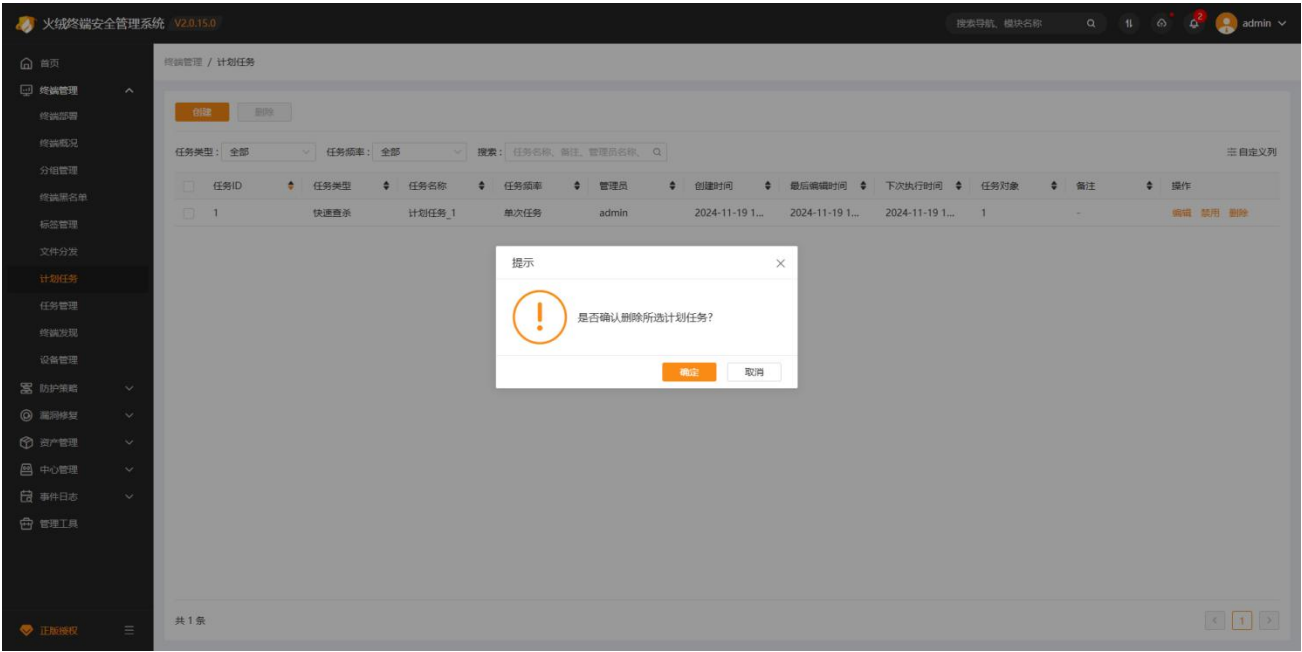 火绒终端安全管理系统 V2.0.15.0 搜索导航、模块名称 2 admin
首页
终端管理
终端部署
终端概况
分组管理
终端黑名单
标签管理
文件分发
计划任务
任务管理
终端发现
设备管理
防护策略
漏洞修复
资产管理
中心管理
事件日志
管理工具
正版授权
终端管理 / 计划任务
创建 删除
任务类型： 全部 任务频率： 全部 搜索： 任务名称、备注、管理员名称、 自定义列
任务ID 任务类型 任务名称 任务频率 管理员 创建时间 最后编辑时间 下次执行时间 任务对象 备注 操作
1 快速查杀 计划任务_1 单次任务 admin 2024-11-19 1... 2024-11-19 1... 2024-11-19 1... 1 - 编辑 禁用 删除
提示
是否确认删除所选计划任务?
确定 取消
共 1 条 1